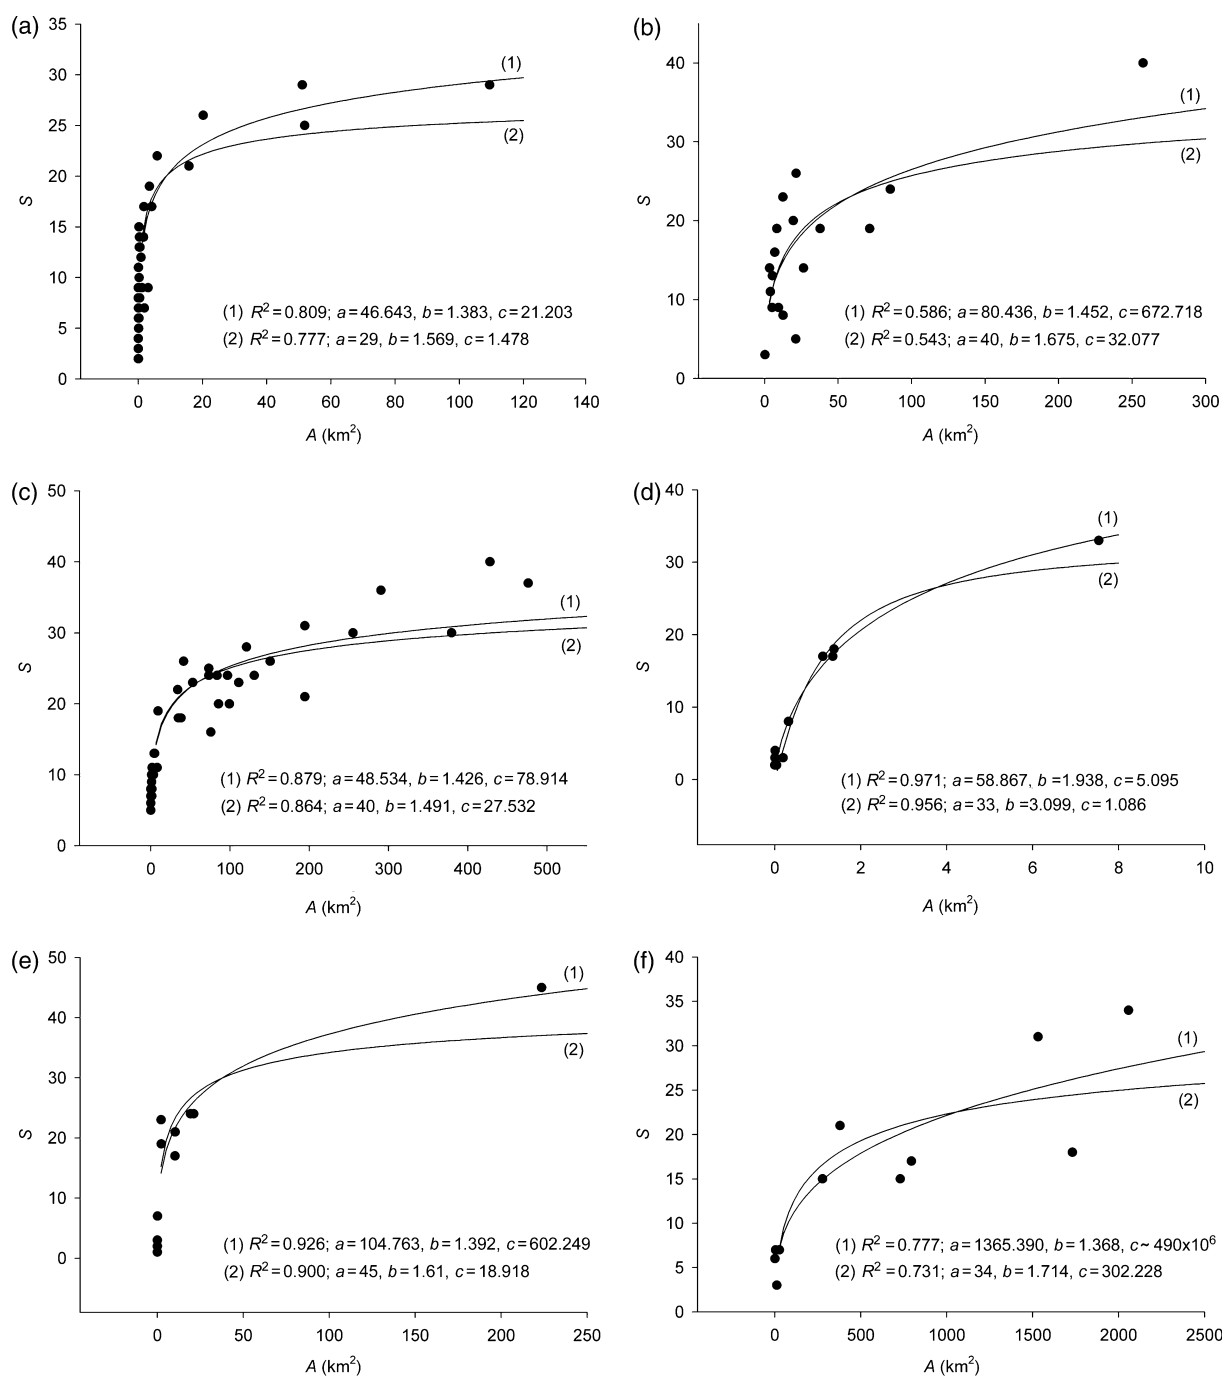 (a)
35
30
25
20
15
10
5
0
S
(1)
(2)
(1) R²=0.809; a=46.643, b=1.383, c=21.203
(2) R²=0.777; a=29, b=1.569, c=1.478
0 20 40 60 80 100 120 140
A (km²)
(b)
40
30
20
10
0
S
(1)
(2)
(1) R²=0.586; a=80.436, b=1.452, c=672.718
(2) R²=0.543; a=40, b=1.675, c=32.077
0 50 100 150 200 250 300
A (km²)
(c)
50
40
30
20
10
0
S
(1)
(2)
(1) R²=0.879; a=48.534, b=1.426, c=78.914
(2) R²=0.864; a=40, b=1.491, c=27.532
0 100 200 300 400 500
A (km²)
(d)
40
30
20
10
0
S
(1)
(2)
(1) R²=0.971; a=58.867, b=1.938, c=5.095
(2) R²=0.956; a=33, b=3.099, c=1.086
0 2 4 6 8 10
A (km²)
(e)
50
40
30
20
10
0
S
(1)
(2)
(1) R²=0.926; a=104.763, b=1.392, c=602.249
(2) R²=0.900; a=45, b=1.61, c=18.918
0 50 100 150 200 250
A (km²)
(f)
40
35
30
25
20
15
10
5
0
S
(1)
(2)
(1) R²=0.777; a=1365.390, b=1.368, c~490x10⁶
(2) R²=0.731; a=34, b=1.714, c=302.228
0 500 1000 1500 2000 2500
A (km²)